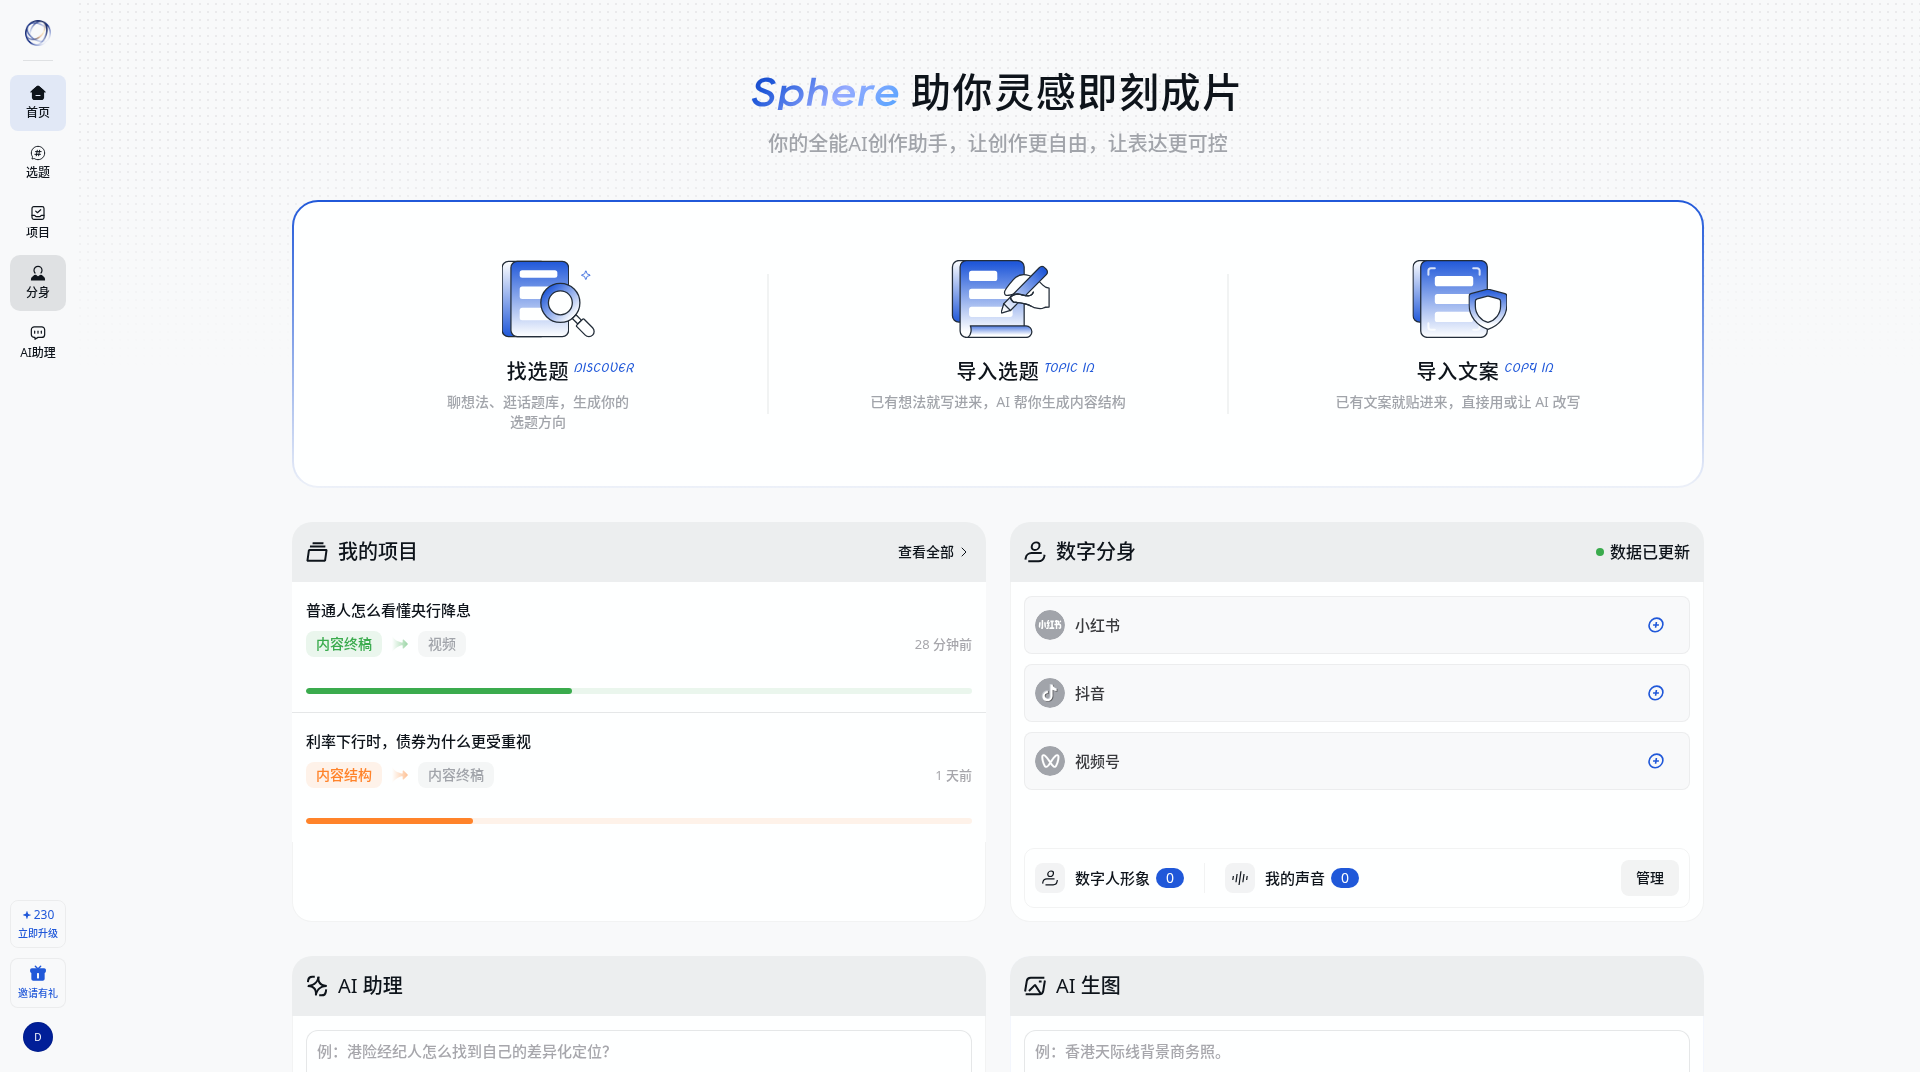 首页
选题
项目
分身
AI助理
230
立即升级
邀请有礼
D
Sphere 助你灵感即刻成片
你的全能AI创作助手，让创作更自由，让表达更可控
找选题 DISCOVER
聊想法、逛话题库，生成你的
选题方向
导入选题 TOPIC IN
已有想法就写进来，AI 帮你生成内容结构
导入文案 COPY IN
已有文案就贴进来，直接用或让 AI 改写
我的项目
查看全部
普通人怎么看懂央行降息
内容终稿 视频
28 分钟前
利率下行时，债券为什么更受重视
内容结构 内容终稿
1 天前
数字分身
数据已更新
小红书 小红书
抖音
视频号
数字人形象 0
我的声音 0
管理
AI 助理
例：港险经纪人怎么找到自己的差异化定位？
AI 生图
例：香港天际线背景商务照。